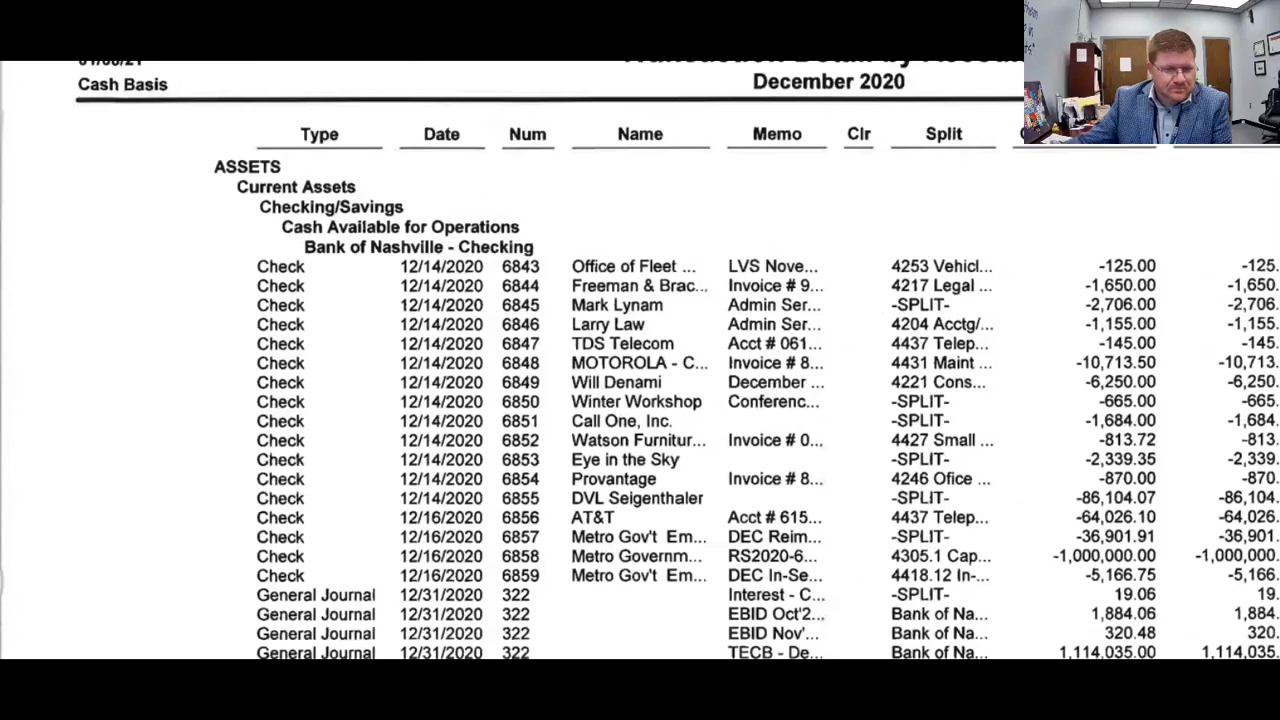 Cash Basis
December 2020
Type Date Num Name Memo Clr Split
ASSETS
Current Assets
Checking/Savings
Cash Available for Operations
Bank of Nashville - Checking
Check 12/14/2020 6843 Office of Fleet ... LVS Nove... 4253 Vehicl... -125.00 -125.
Check 12/14/2020 6844 Freeman & Brac... Invoice # 9... 4217 Legal ... -1,650.00 -1,650.
Check 12/14/2020 6845 Mark Lynam Admin Ser... -SPLIT- -2,706.00 -2,706.
Check 12/14/2020 6846 Larry Law Admin Ser... 4204 Acctg/... -1,155.00 -1,155.
Check 12/14/2020 6847 TDS Telecom Acct # 061... 4437 Telep... -145.00 -145.
Check 12/14/2020 6848 MOTOROLA - C... Invoice # 8... 4431 Maint ... -10,713.50 -10,713.
Check 12/14/2020 6849 Will Denami December ... 4221 Cons... -6,250.00 -6,250.
Check 12/14/2020 6850 Winter Workshop Conferenc... -SPLIT- -665.00 -665.
Check 12/14/2020 6851 Call One, Inc. -SPLIT- -1,684.00 -1,684.
Check 12/14/2020 6852 Watson Furnitur... Invoice # 0... 4427 Small ... -813.72 -813.
Check 12/14/2020 6853 Eye in the Sky -SPLIT- -2,339.35 -2,339.
Check 12/14/2020 6854 Provantage Invoice # 8... 4246 Ofice ... -870.00 -870.
Check 12/14/2020 6855 DVL Seigenthaler -SPLIT- -86,104.07 -86,104.
Check 12/16/2020 6856 AT&T Acct # 615... 4437 Telep... -64,026.10 -64,026.
Check 12/16/2020 6857 Metro Gov't Em... DEC Reim... -SPLIT- -36,901.91 -36,901.
Check 12/16/2020 6858 Metro Governm... RS2020-6... 4305.1 Cap... -1,000,000.00 -1,000,000.
Check 12/16/2020 6859 Metro Gov't Em... DEC In-Se... 4418.12 In-... -5,166.75 -5,166.
General Journal 12/31/2020 322 Interest - C... -SPLIT- 19.06 19.
General Journal 12/31/2020 322 EBID Oct'2... Bank of Na... 1,884.06 1,884.
General Journal 12/31/2020 322 EBID Nov'... Bank of Na... 320.48 320.
General Journal 12/31/2020 322 TECB - De... Bank of Na... 1,114,035.00 1,114,035.